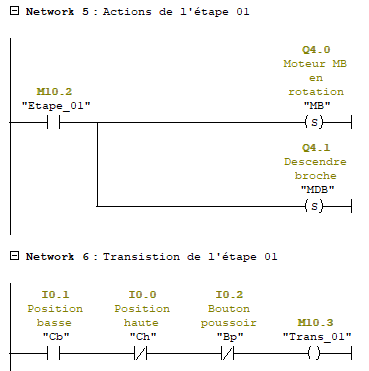 Network 5 : Actions de l'étape 01
Q4.0
Moteur MB
en
rotation
M10.2
"Etape_01"
"MB"
S
Q4.1
Descendre
broche
"MDB"
S
Network 6 : Transistion de l'étape 01
I0.1 I0.0 I0.2
Position Position Bouton
basse haute poussoir M10.3
"Cb" "Ch" "Bp" "Trans_01"